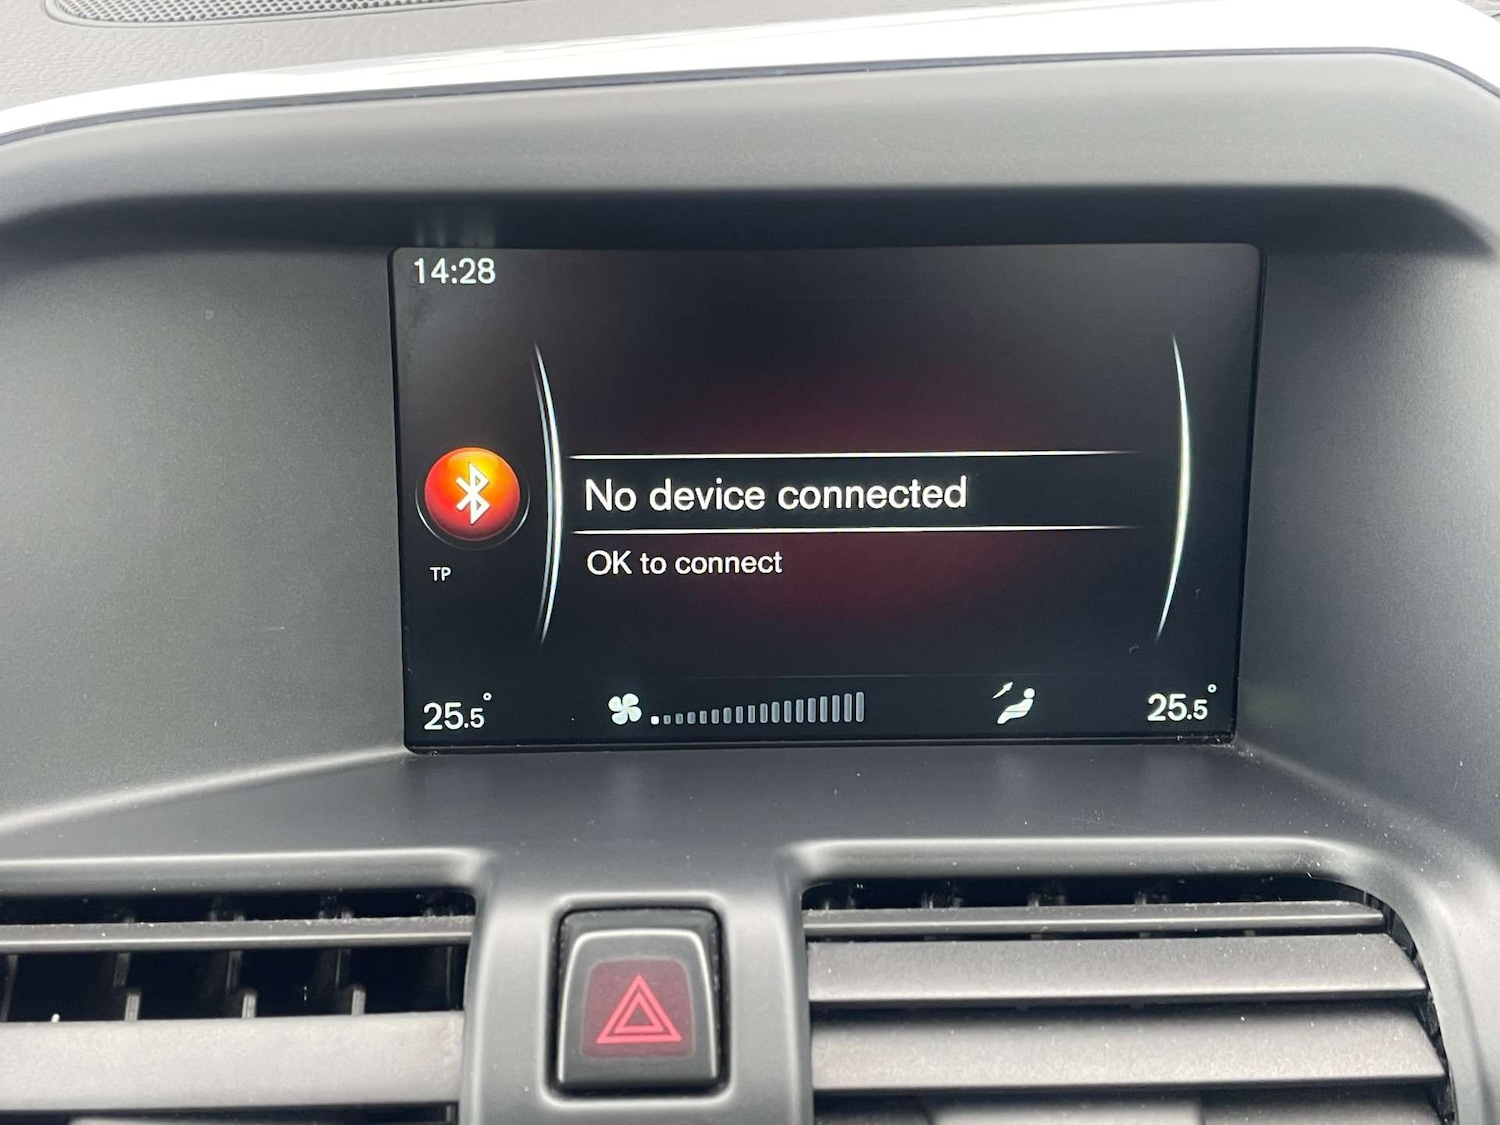 14:28
No device connected
OK to connect
TP
25.5°
25.5°